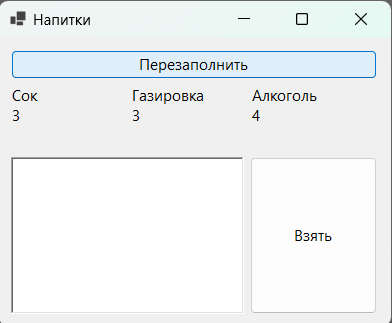 Напитки
Перезаполнить
Сок Газировка Алкоголь
3 3 4
Взять